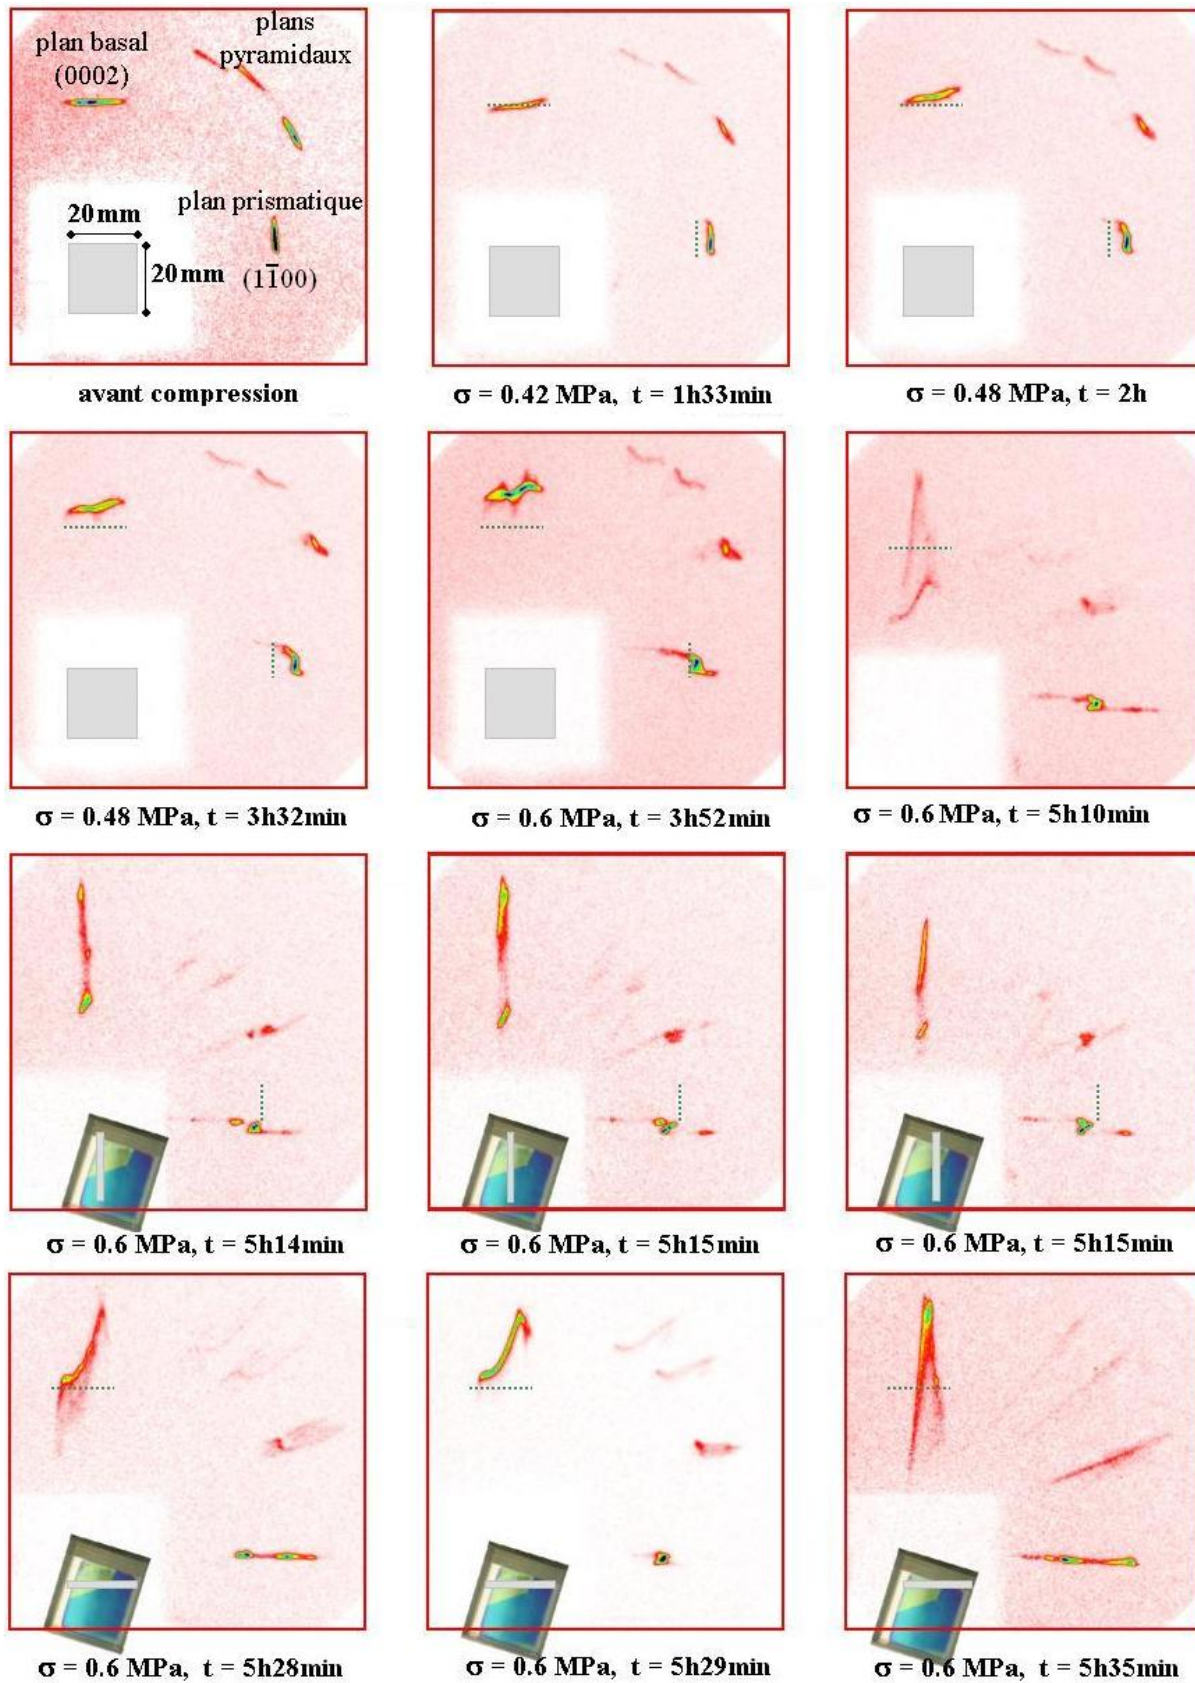 plans
plan basal pyramidaux
(0002)
plan prismatique
20mm
20mm (11̅00)
avant compression
σ = 0.42 MPa, t = 1h33min
σ = 0.48 MPa, t = 2h
σ = 0.48 MPa, t = 3h32min
σ = 0.6 MPa, t = 3h52min
σ = 0.6 MPa, t = 5h10min
σ = 0.6 MPa, t = 5h14min
σ = 0.6 MPa, t = 5h15min
σ = 0.6 MPa, t = 5h15min
σ = 0.6 MPa, t = 5h28min
σ = 0.6 MPa, t = 5h29min
σ = 0.6 MPa, t = 5h35min